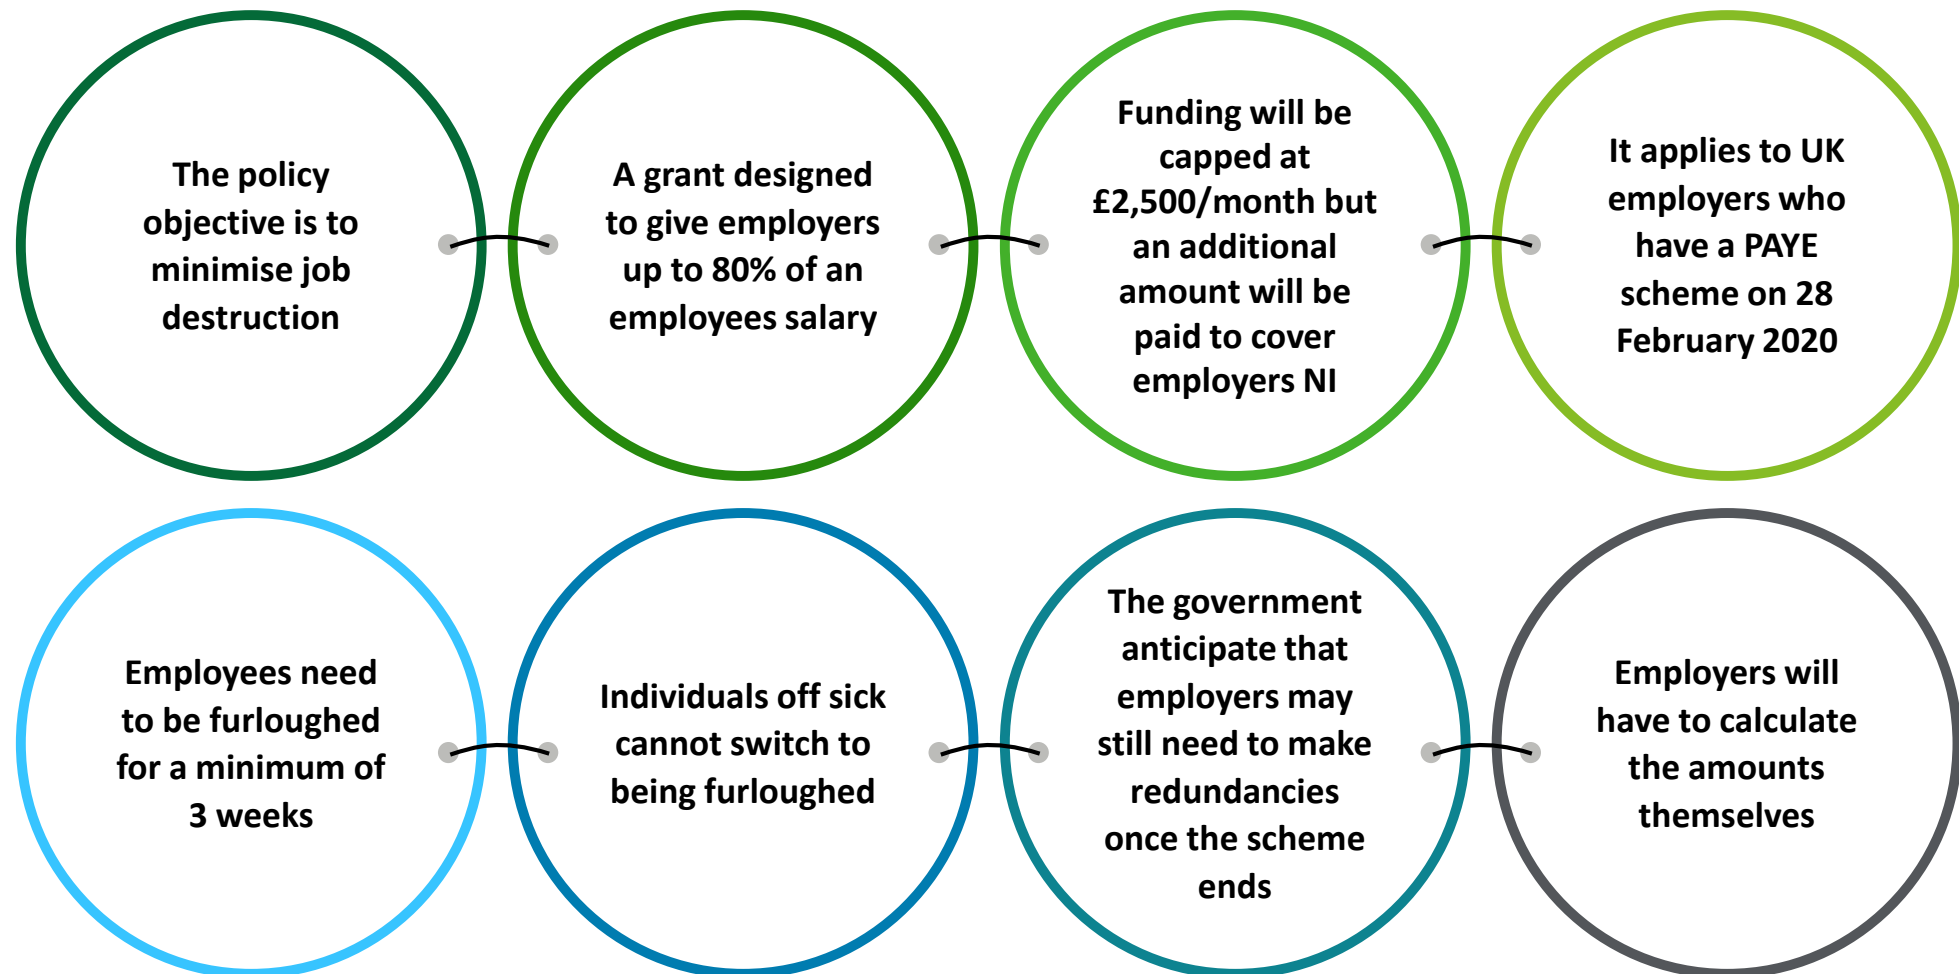 The policy
objective is to
minimise job
destruction
A grant designed
to give employers
up to 80% of an
employees salary
Funding will be
capped at
£2,500/month but
an additional
amount will be
paid to cover
employers NI
It applies to UK
employers who
have a PAYE
scheme on 28
February 2020
Employees need
to be furloughed
for a minimum of
3 weeks
Individuals off sick
cannot switch to
being furloughed
The government
anticipate that
employers may
still need to make
redundancies
once the scheme
ends
Employers will
have to calculate
the amounts
themselves